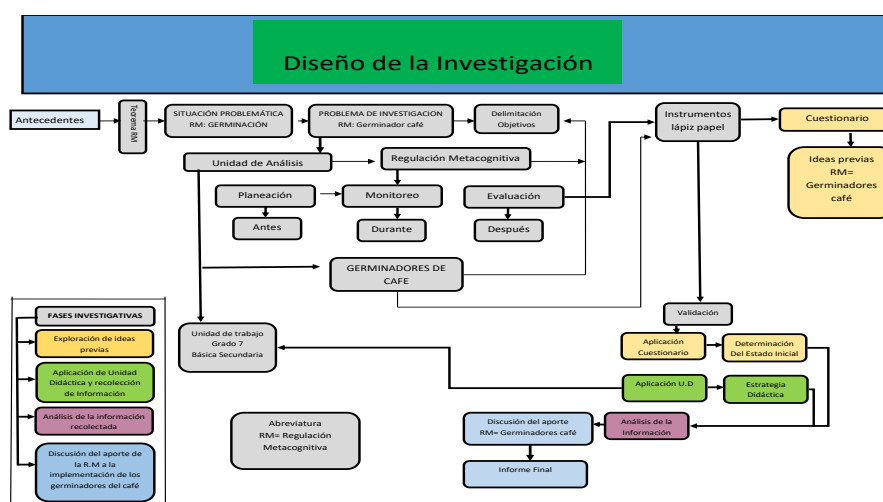 Diseño de la Investigación
Antecedentes
Teorema RM
SITUACIÓN PROBLEMÁTICA
RM: GERMINACIÓN
PROBLEMA DE INVESTIGACION
RM: Germinador café
Delimitación
Objetivos
Instrumentos
lápiz papel
Cuestionario
Unidad de Análisis
Regulación Metacognitiva
Ideas previas
RM=
Germinadores
café
Planeación
Monitoreo
Evaluación
Antes
Durante
Después
GERMINADORES DE
CAFE
FASES INVESTIGATIVAS
Exploración de ideas
previas
Aplicación de Unidad
Didáctica y recolección
de Información
Análisis de la información
recolectada
Discusión del aporte de
la R.M a la
implementación de los
germinadores del café
Unidad de trabajo
Grado 7
Básica Secundaria
Validación
Aplicación
Cuestionario
Determinación
Del Estado Inicial
Aplicación U.D
Estrategia
Didáctica
Abreviatura
RM= Regulación
Metacognitiva
Discusión del aporte
RM= Germinadores café
Análisis de la
Información
Informe Final